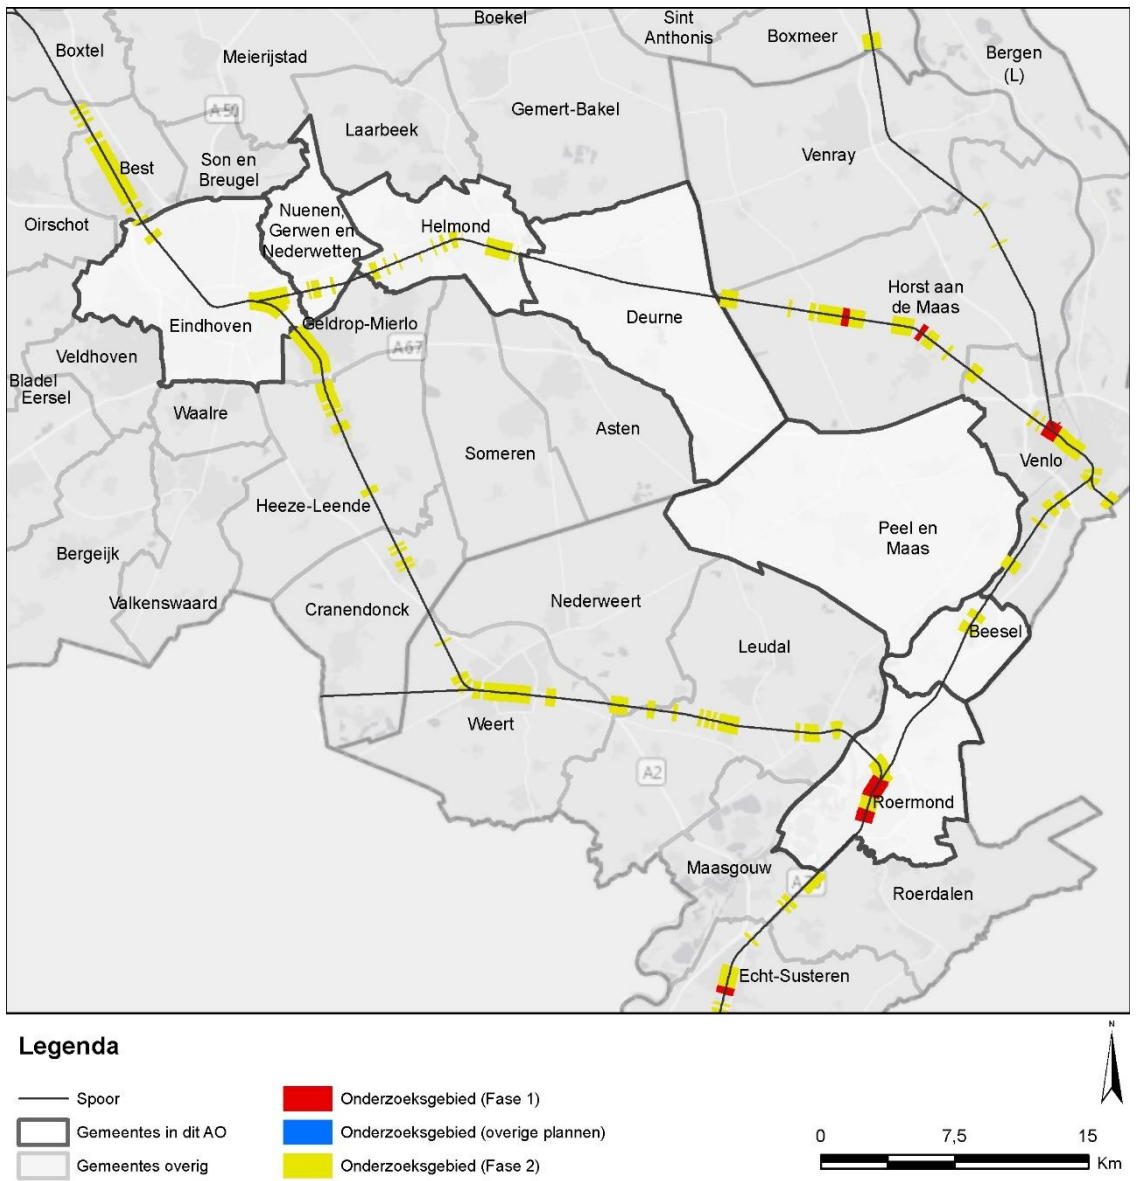 Boekel
Sint
Anthonis
Boxmeer
Boxtel
Meierijstad
Bergen
(L)
A 50
Gemert-Bakel
Laarbeek
Venray
Best
Son en
Breugel
Oirschot
Nuenen,
Gerwen en
Nederwetten
Helmond
Horst aan
de Maas
Eindhoven
Geldrop-Mierlo
Deurne
A67
Veldhoven
Bladel
Eersel
Waalre
Asten
Someren
Venlo
Heeze-Leende
Peel en
Maas
Bergeijk
Valkenswaard
Cranendonck
Nederweert
Leudal
Beesel
Weert
A2
Roermond
Maasgouw
Roerdalen
Echt-Susteren
Legenda
Spoor
Gemeentes in dit AO
Gemeentes overig
Onderzoeksgebied (Fase 1)
Onderzoeksgebied (overige plannen)
Onderzoeksgebied (Fase 2)
N
0 7,5 15
Km